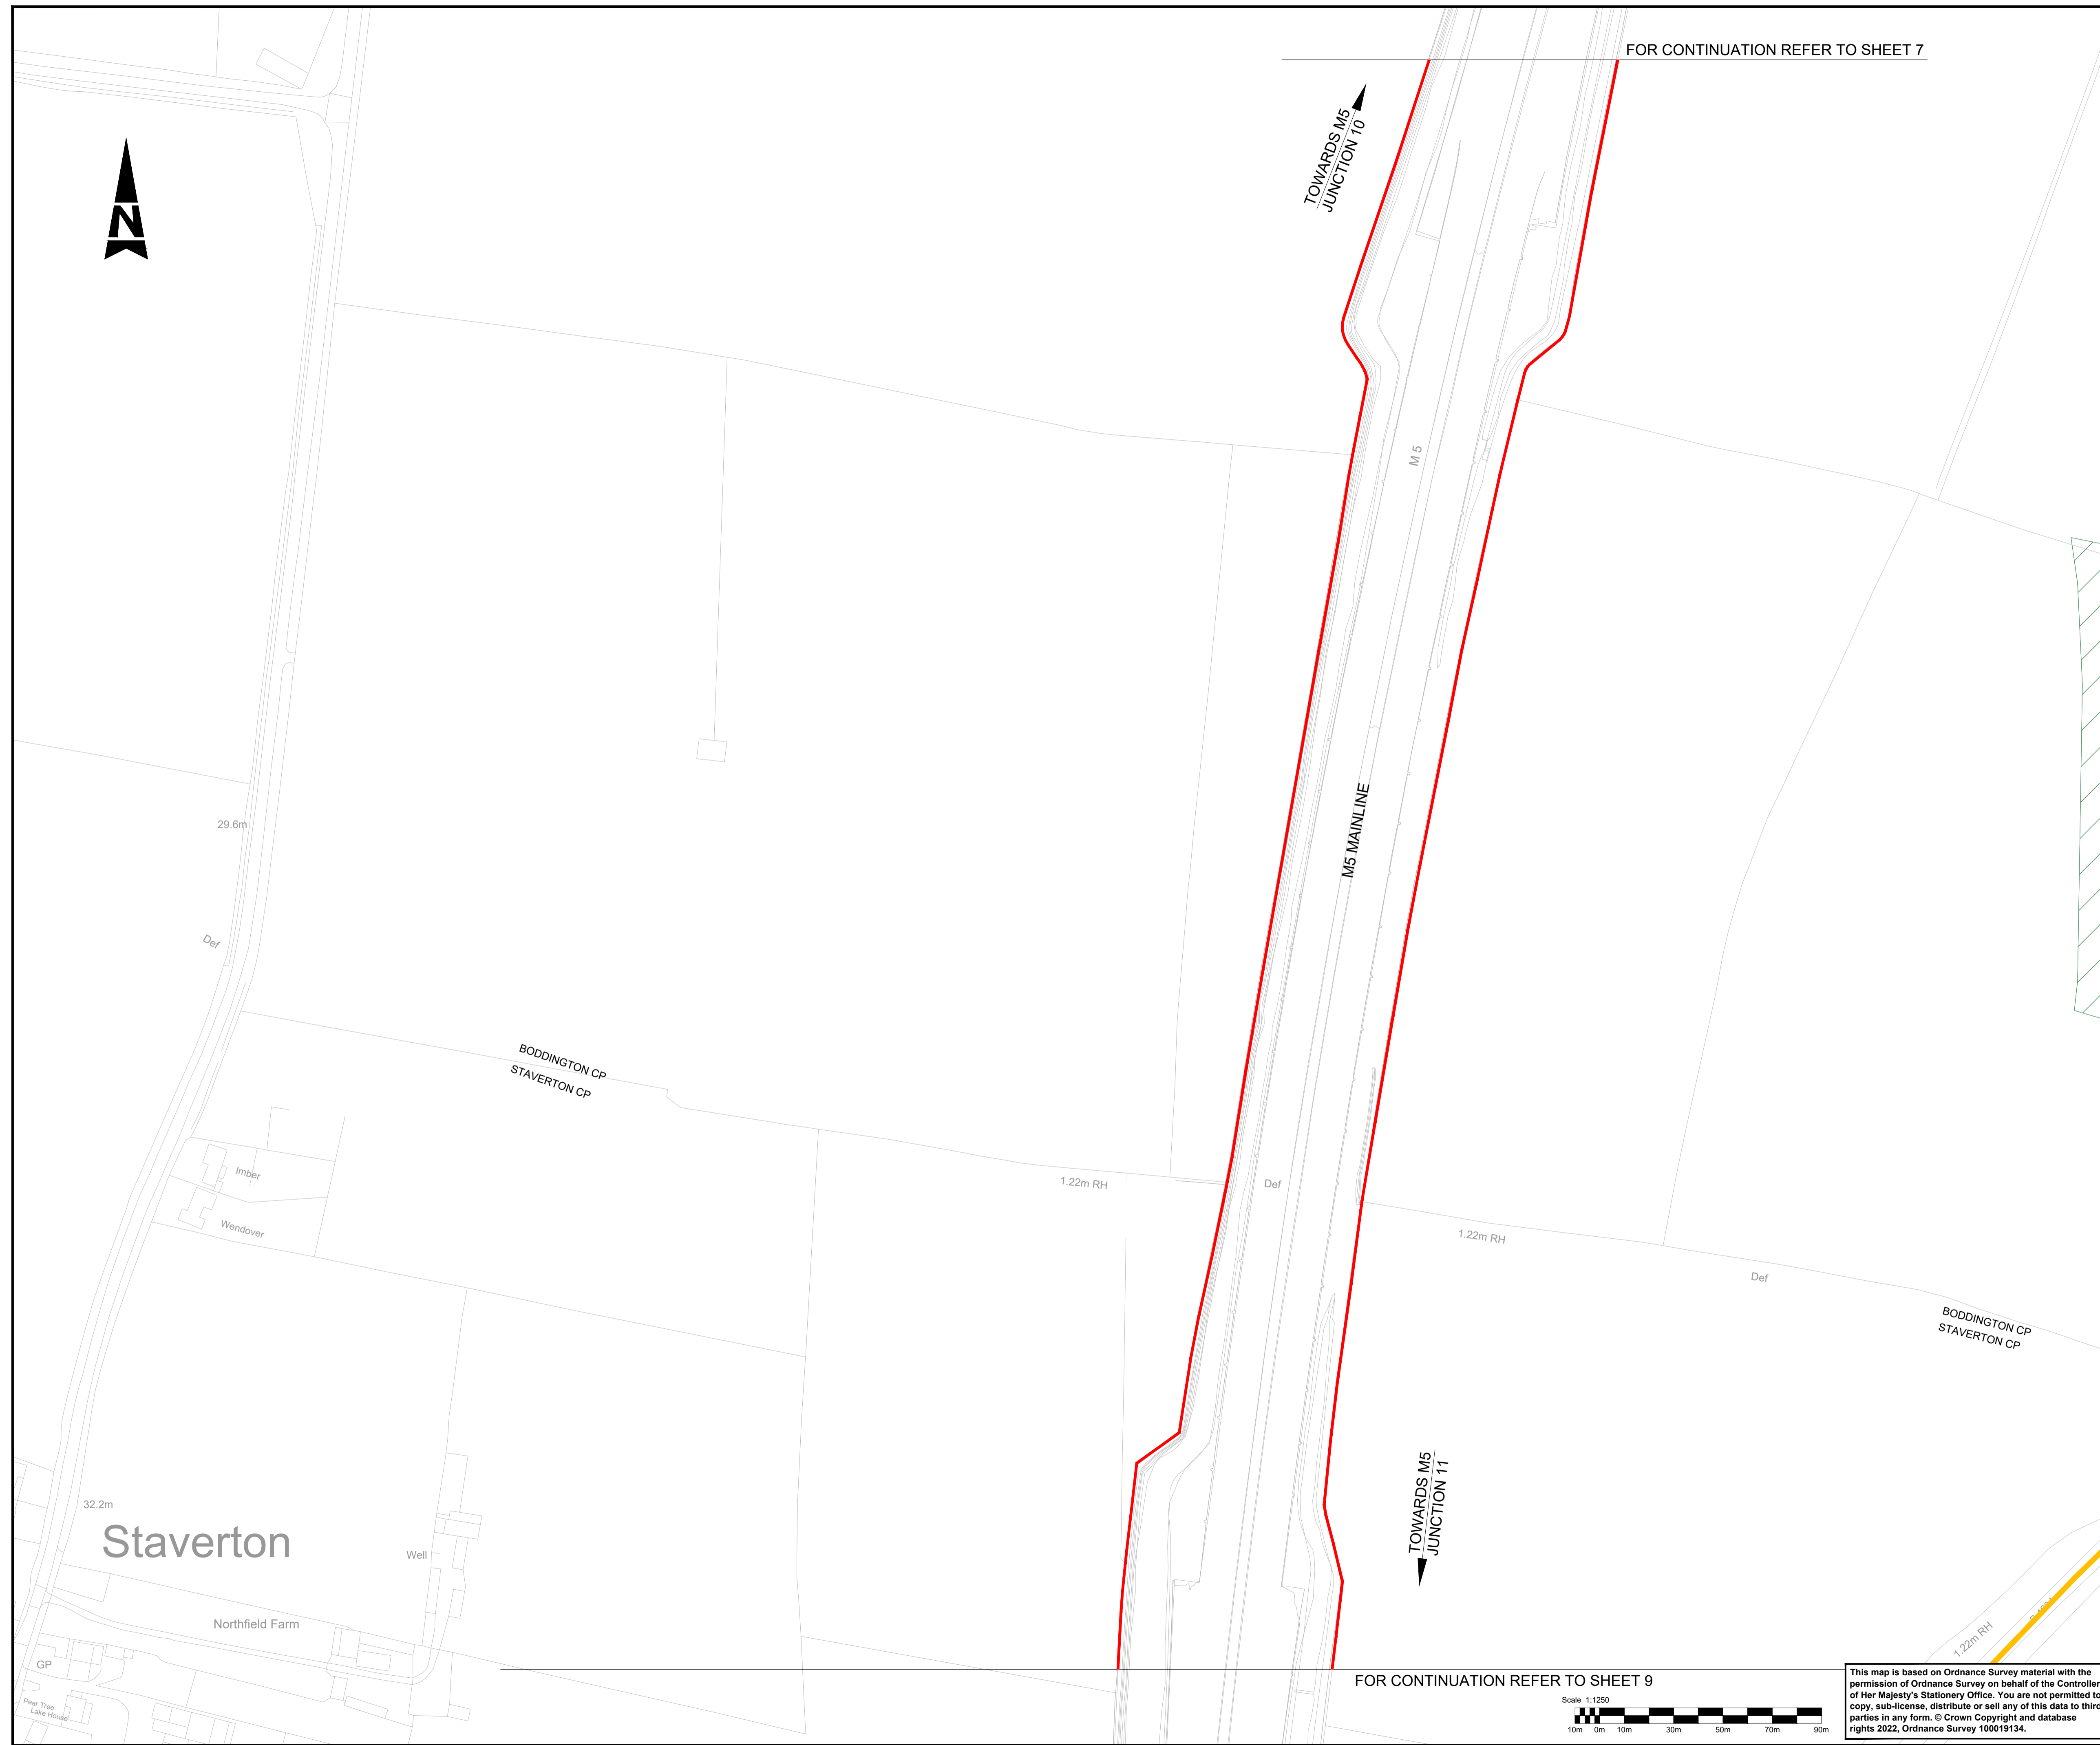 FOR CONTINUATION REFER TO SHEET 7
TOWARDS M5
JUNCTION 10
N
M 5
M5 MAINLINE
29.6m
Def
BODDINGTON CP
STAVERTON CP
Imber
Wendover
1.22m RH
Def
1.22m RH
Def
BODDINGTON CP
STAVERTON CP
TOWARDS M5
JUNCTION 11
32.2m
Staverton
Well
Northfield Farm
GP
Pear Tree
Lake House
1.22m RH
FOR CONTINUATION REFER TO SHEET 9
Scale 1:1250
10m 0m 10m 30m 50m 70m 90m
This map is based on Ordnance Survey material with the
permission of Ordnance Survey on behalf of the Controller
of Her Majesty's Stationery Office. You are not permitted to
copy, sub-license, distribute or sell any of this data to third
parties in any form. © Crown Copyright and database
rights 2022, Ordnance Survey 100019134.